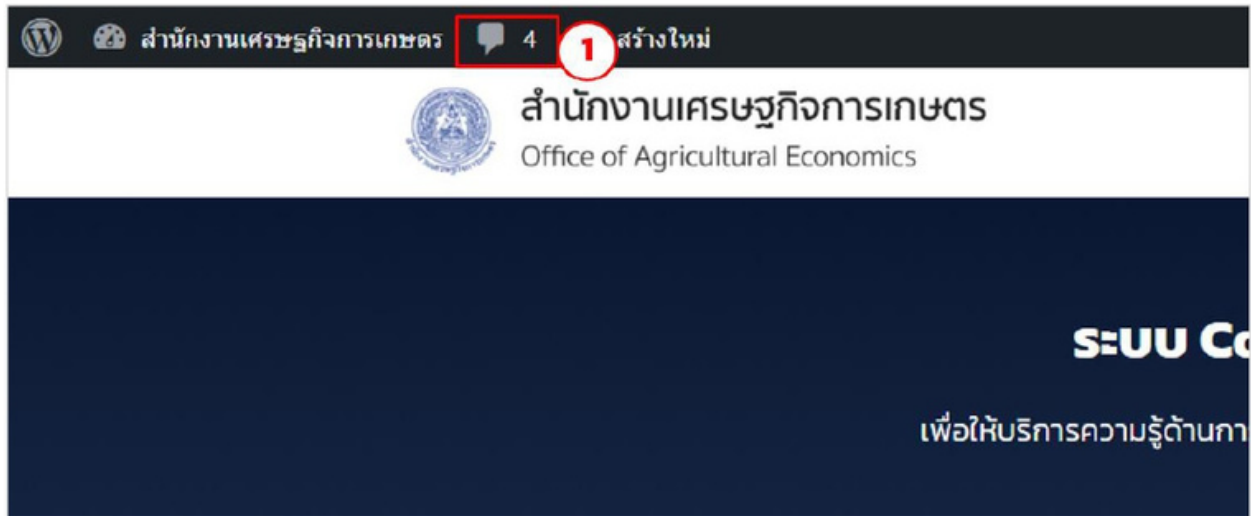 สำนักงานเศรษฐกิจการเกษตร 4 1 สร้างใหม่
สำนักงานเศรษฐกิจการเกษตร
Office of Agricultural Economics
ระบบ
เพื่อให้บริการความรู้ด้านการ